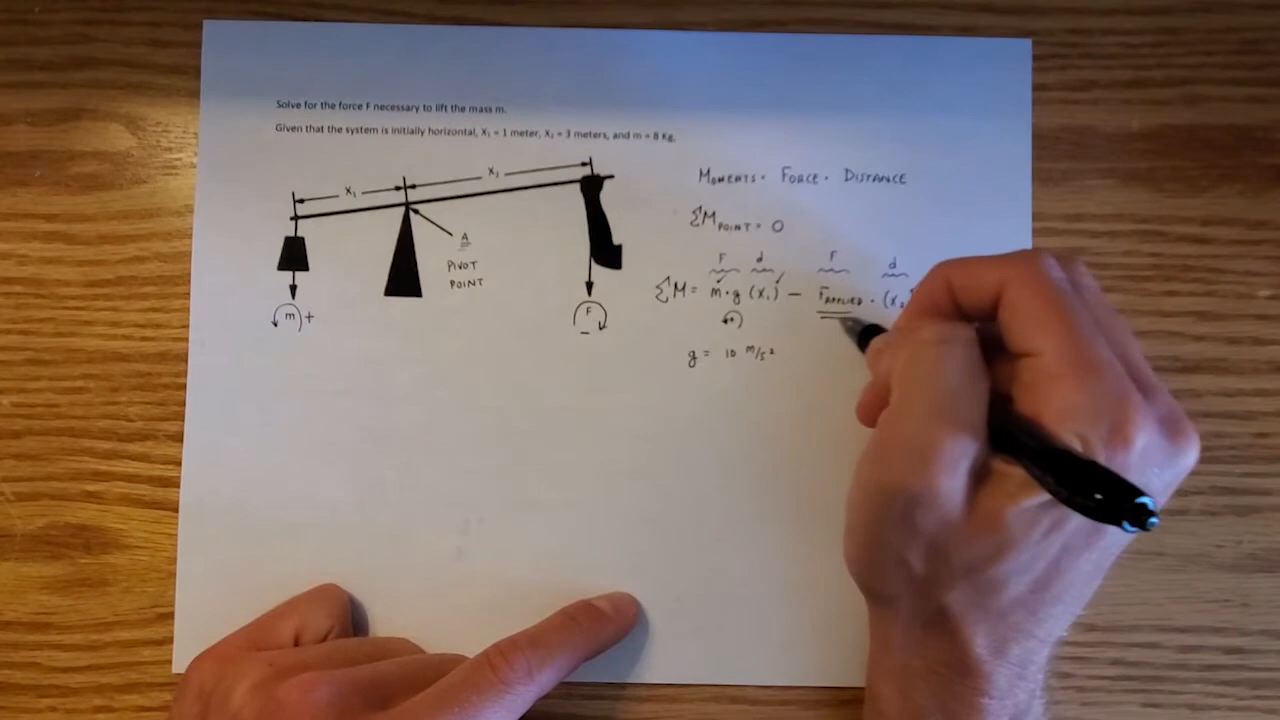 Solve for the force F necessary to lift the mass m.
Given that the system is initially horizontal, X₁ = 1 meter, X₂ = 3 meters, and m = 8 Kg.
X₁
X₂
A
PIVOT
POINT
m +
F
−
MOMENTS = FORCE · DISTANCE
ΣM POINT = 0
F d F d
ΣM = m·g (X₁) − FAPPLIED · (X₂
g = 10 m/s²